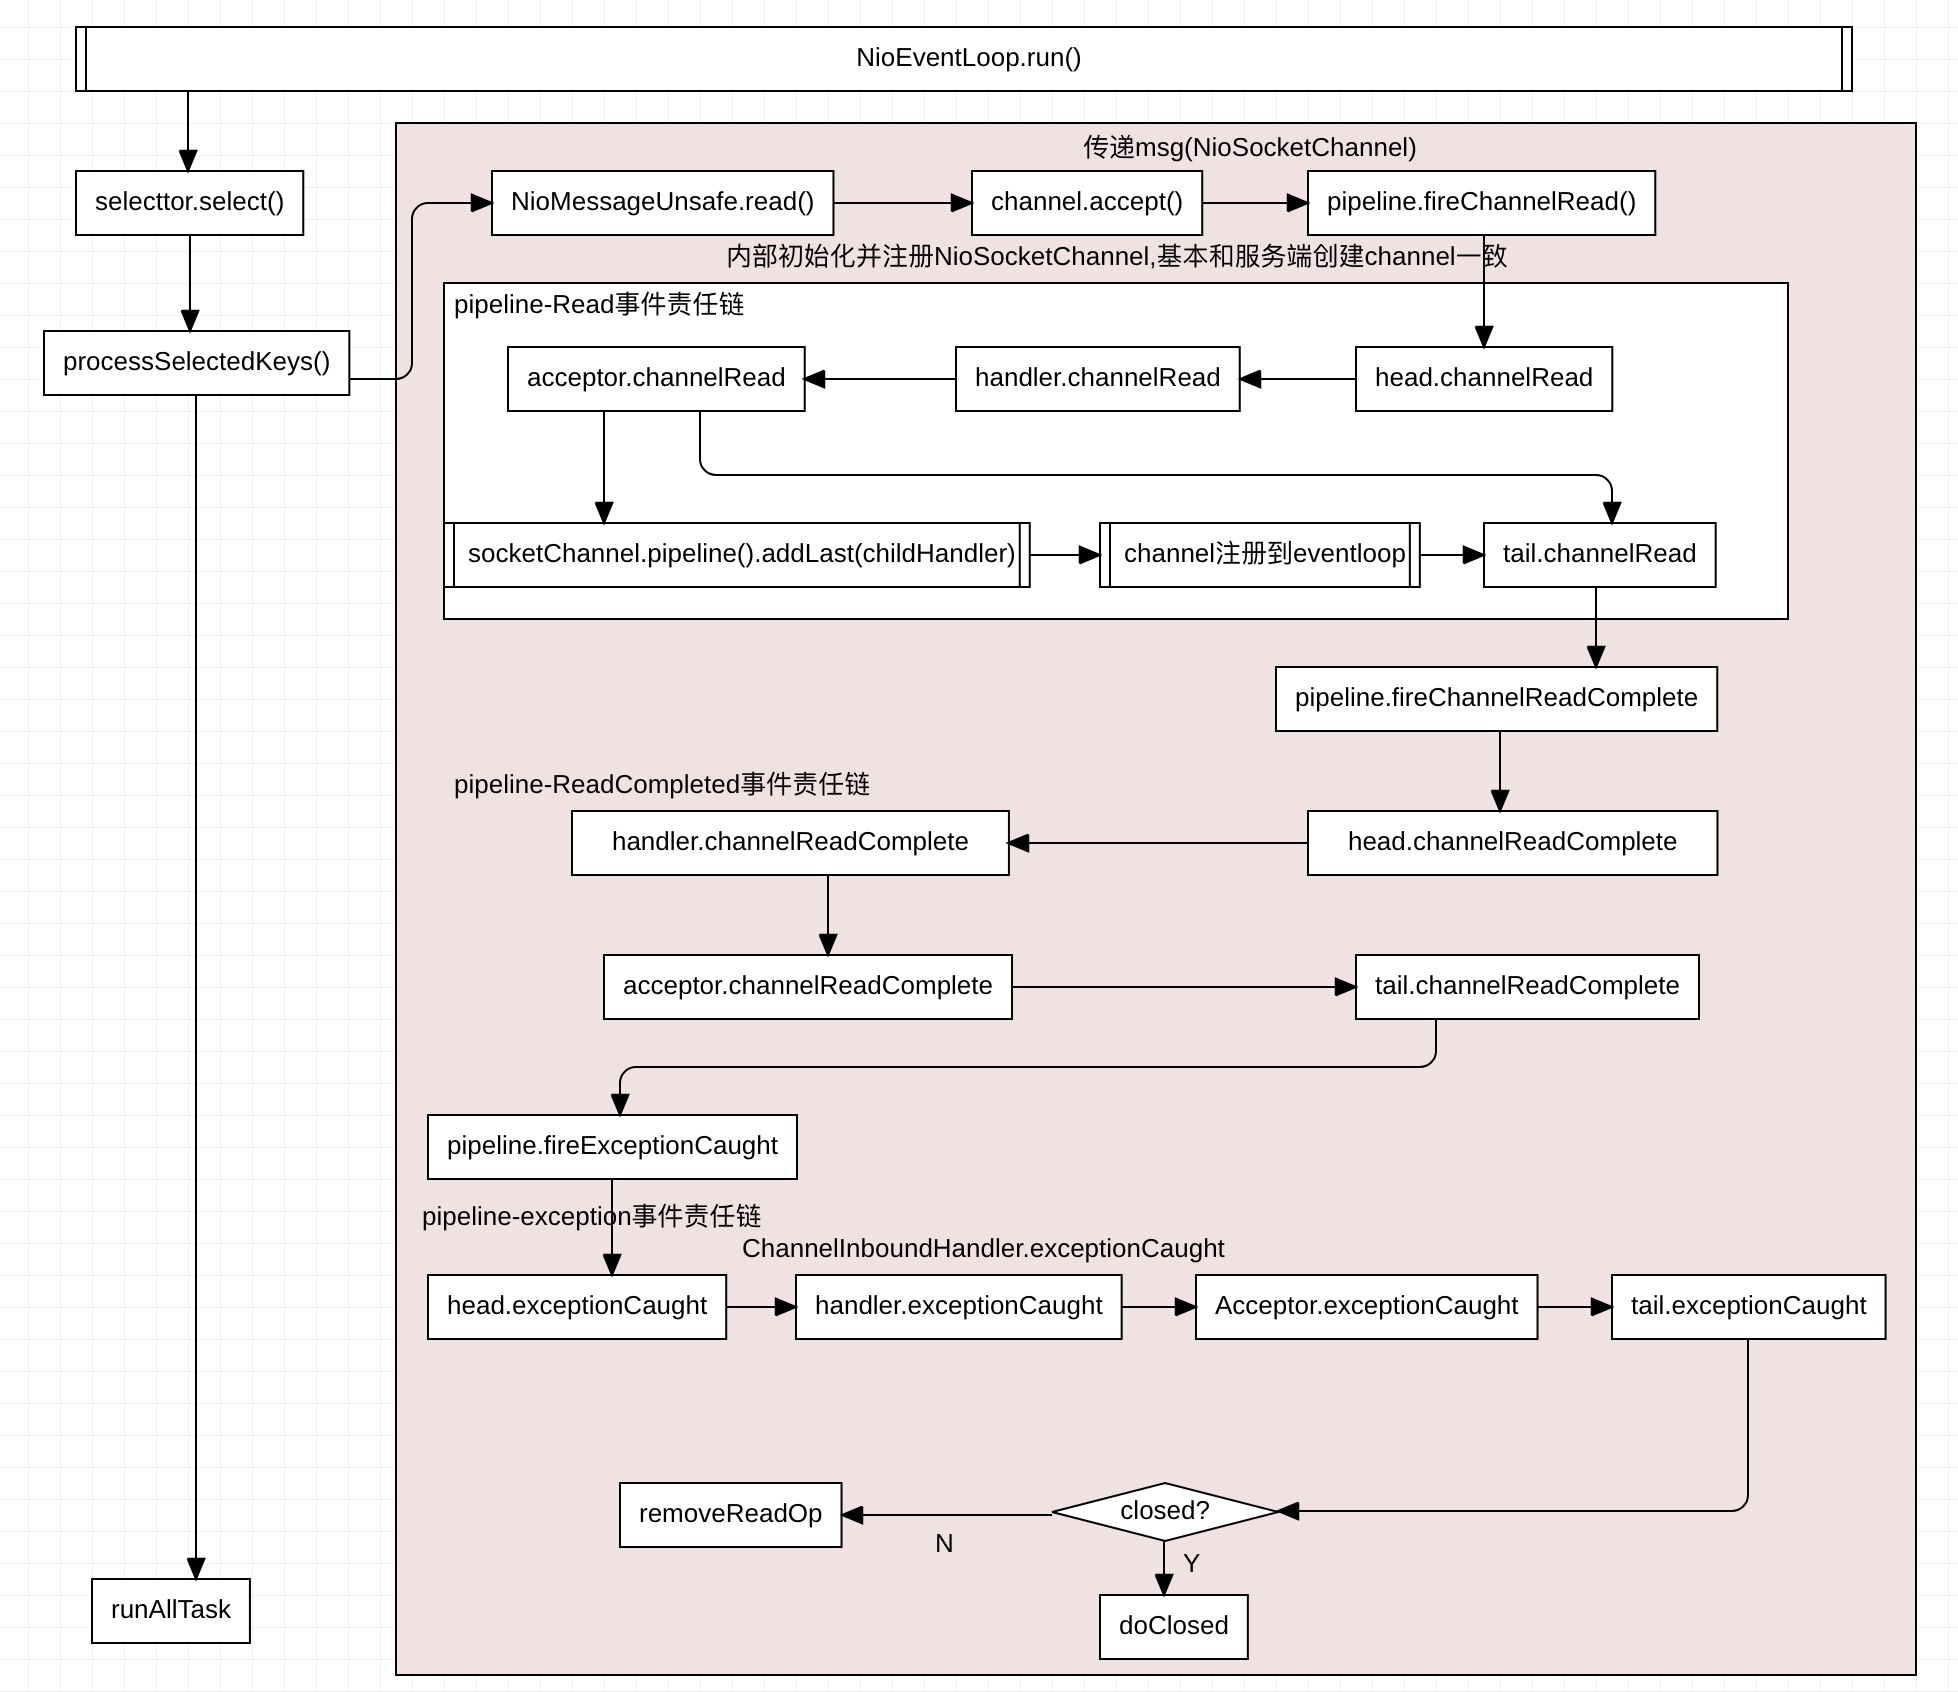 NioEventLoop.run()
传递msg(NioSocketChannel)
selecttor.select()
NioMessageUnsafe.read()
channel.accept()
pipeline.fireChannelRead()
内部初始化并注册NioSocketChannel,基本和服务端创建channel一致
pipeline-Read事件责任链
processSelectedKeys()
acceptor.channelRead
handler.channelRead
head.channelRead
socketChannel.pipeline().addLast(childHandler)
channel注册到eventloop
tail.channelRead
pipeline.fireChannelReadComplete
pipeline-ReadCompleted事件责任链
handler.channelReadComplete
head.channelReadComplete
acceptor.channelReadComplete
tail.channelReadComplete
pipeline.fireExceptionCaught
pipeline-exception事件责任链
ChannelInboundHandler.exceptionCaught
head.exceptionCaught
handler.exceptionCaught
Acceptor.exceptionCaught
tail.exceptionCaught
removeReadOp
closed?
N
Y
runAllTask
doClosed